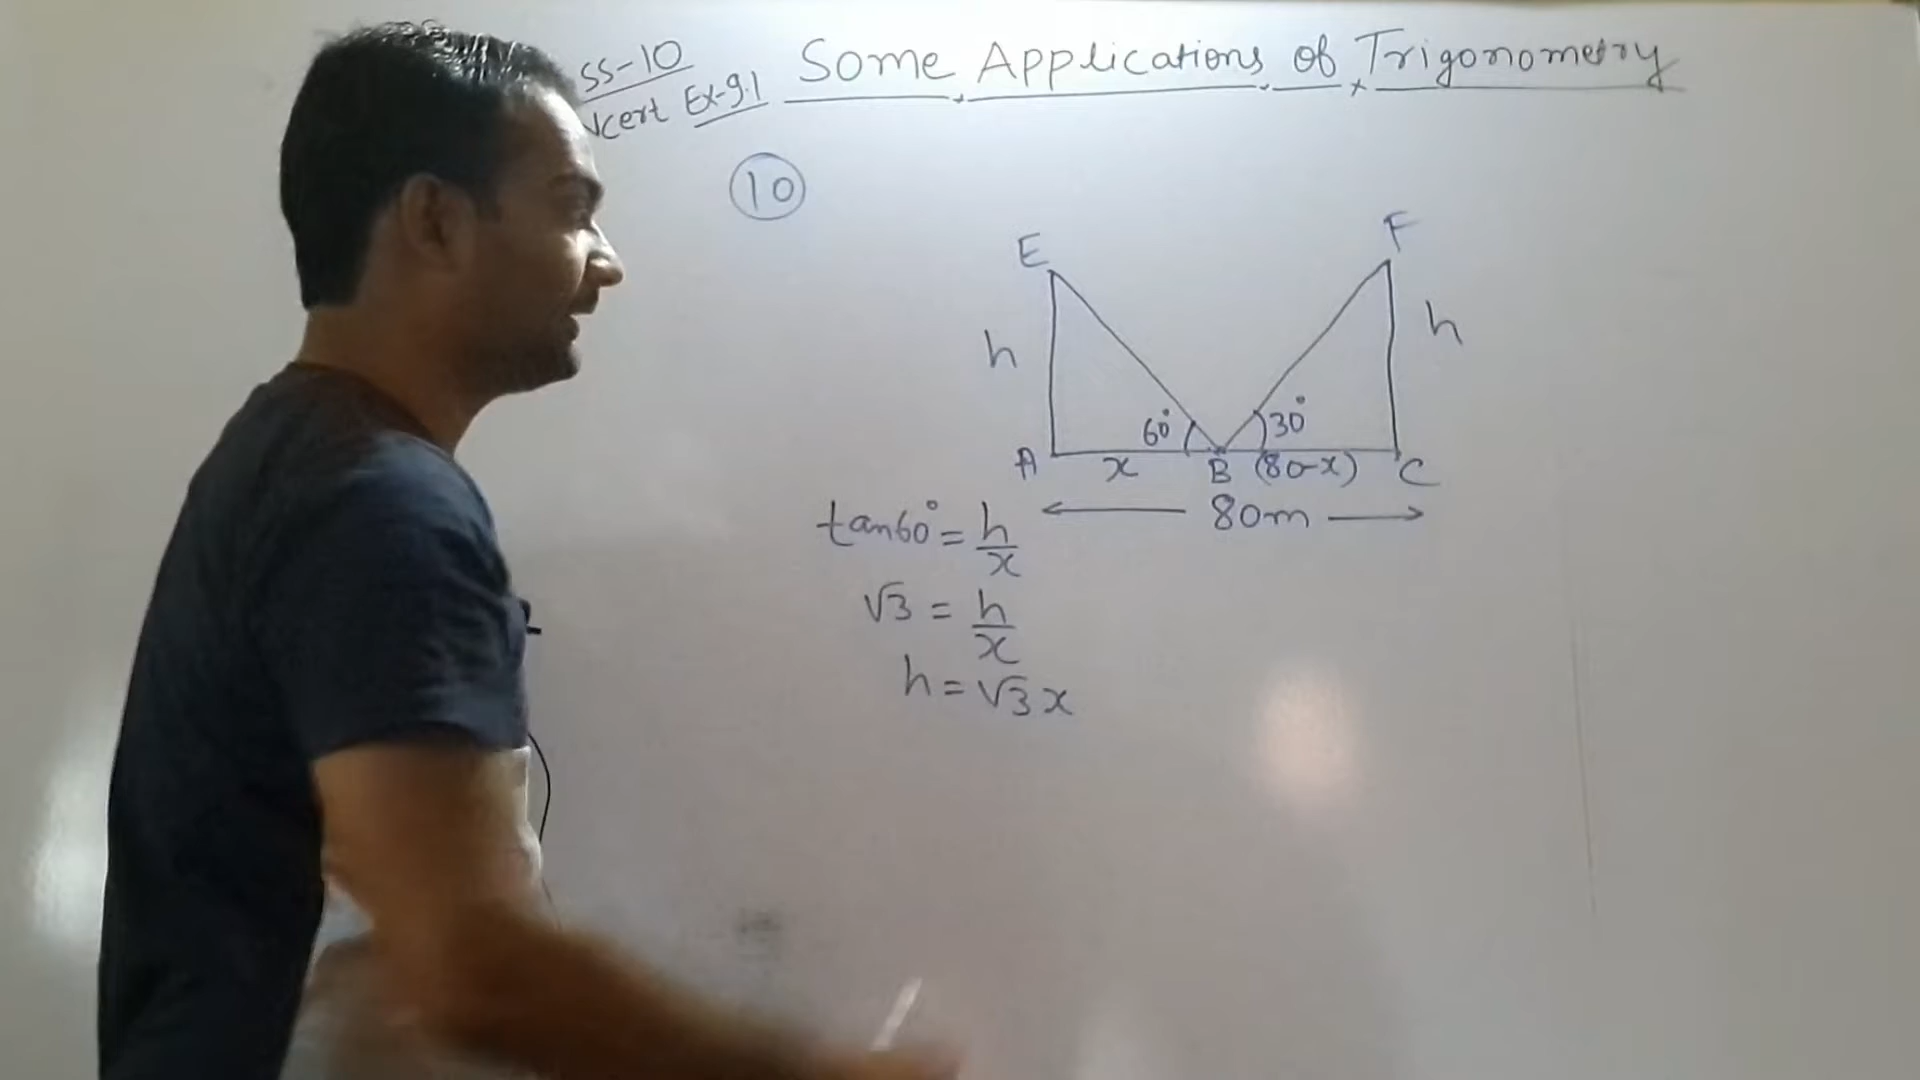 SS-10
Ncert Ex-9.1
Some Applications of Trigonometry
10
E
F
h
h
60°
30°
A
x
B
(80-x)
C
80m
tan60° = h/x
√3 = h/x
h = √3x